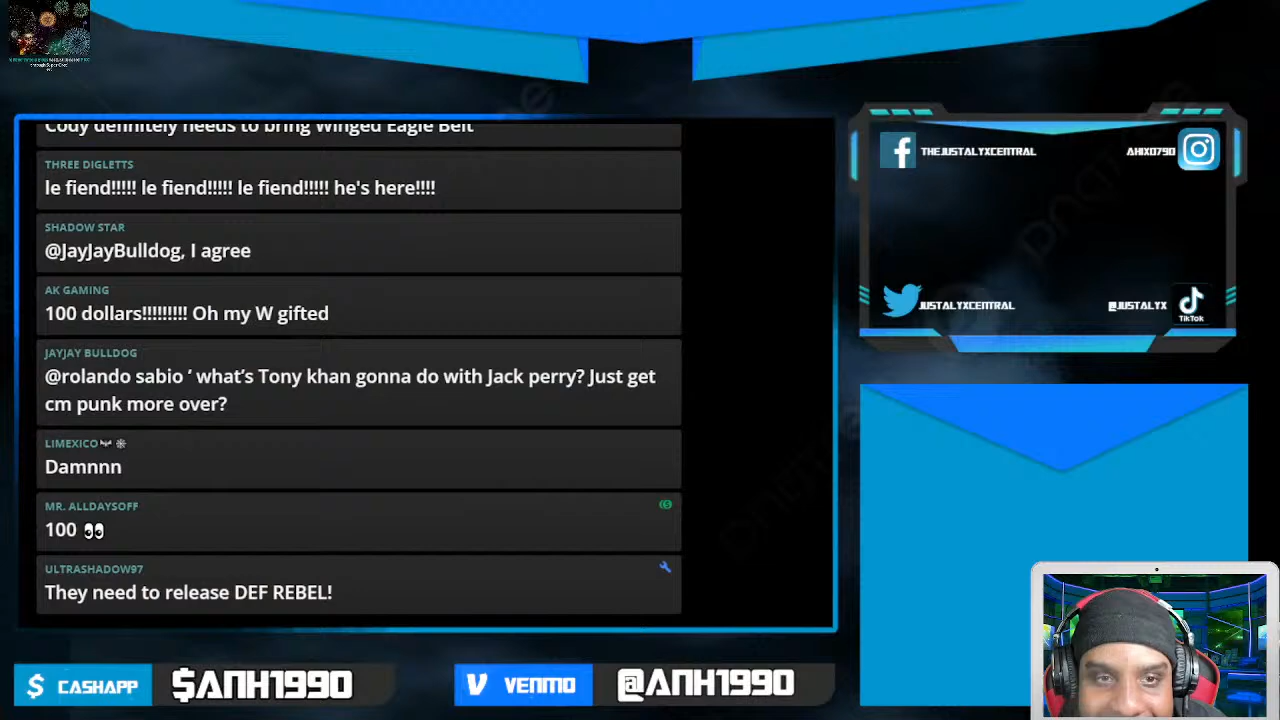 Cody definitely needs to bring Winged Eagle Belt
THREE DIGLETTS
le fiend!!!!! le fiend!!!!! le fiend!!!!! he's here!!!!
SHADOW STAR
@JayJayBulldog, I agree
AK GAMING
100 dollars!!!!!!!!! Oh my W gifted
JAYJAY BULLDOG
@rolando sabio ‘ what’s Tony khan gonna do with Jack perry? Just get
cm punk more over?
LIMEXICO
Damnnn
MR. ALLDAYSOFF
100 👀
ULTRASHADOW97
They need to release DEF REBEL!
THEJUSTALYXCENTRAL
AHIX0790
JUSTALYXCENTRAL
@JUSTALYX
TikTok
$ CASHAPP
$ANH1990
V VENMO
@ANH1990